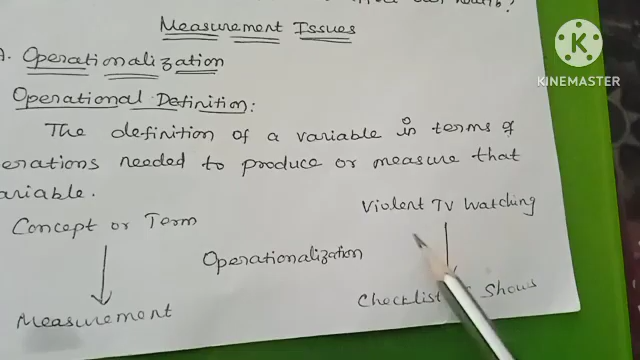 Measurement Issues
A. Operationalization
Operational Definition:
The definition of a variable in terms of
erations needed to produce or measure that
ariable.
Concept or Term
Violent TV Watching
Operationalization
Measurement
Checklist Shows
K
KINEMASTER